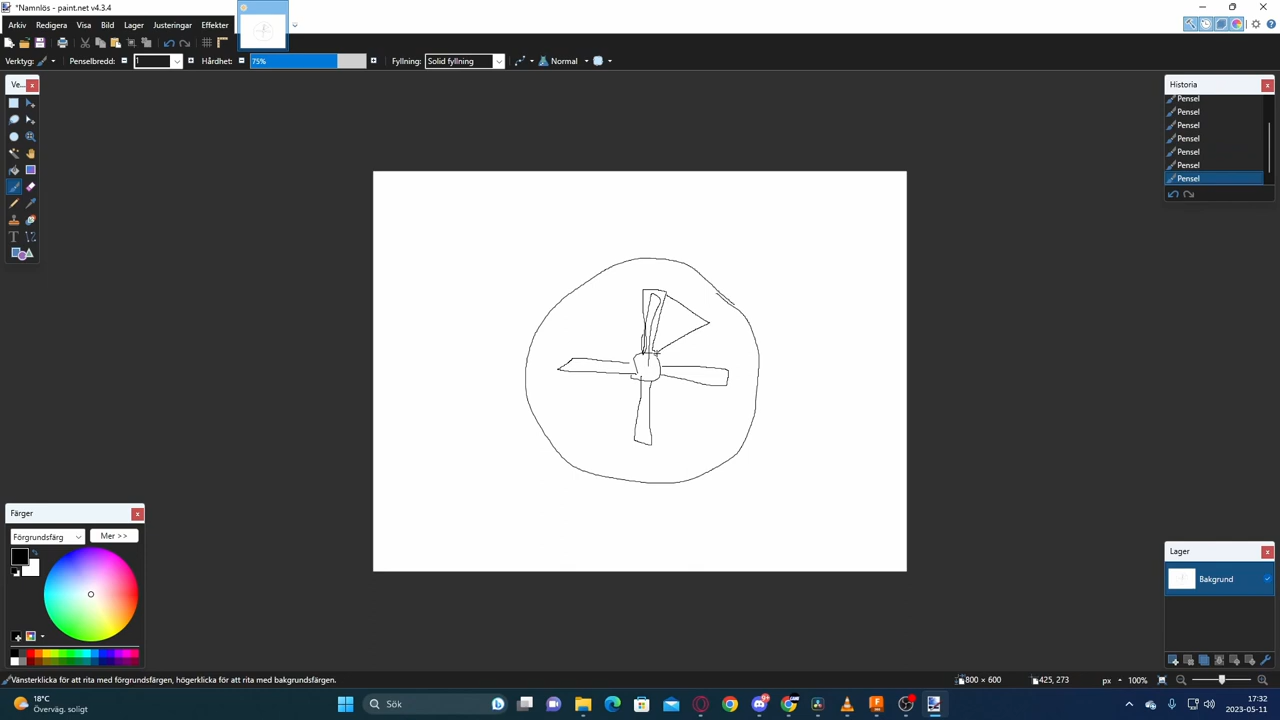 *Namnlös - paint.net v4.3.4
Arkiv Redigera Visa Bild Lager Justeringar Effekter
Verktyg: Penselbredd: 1 Hårdhet: 75% Fyllning: Solid fyllning Normal
Ve...
Historia
Pensel
Pensel
Pensel
Pensel
Pensel
Pensel
Pensel
Färger
Förgrundsfärg Mer >>
Lager
Bakgrund
Vänsterklicka för att rita med förgrundsfärgen, högerklicka för att rita med bakgrundsfärgen. 800 × 600 425, 273 px 100%
18°C
Överväg. soligt
Sök
17:32
2023-05-11